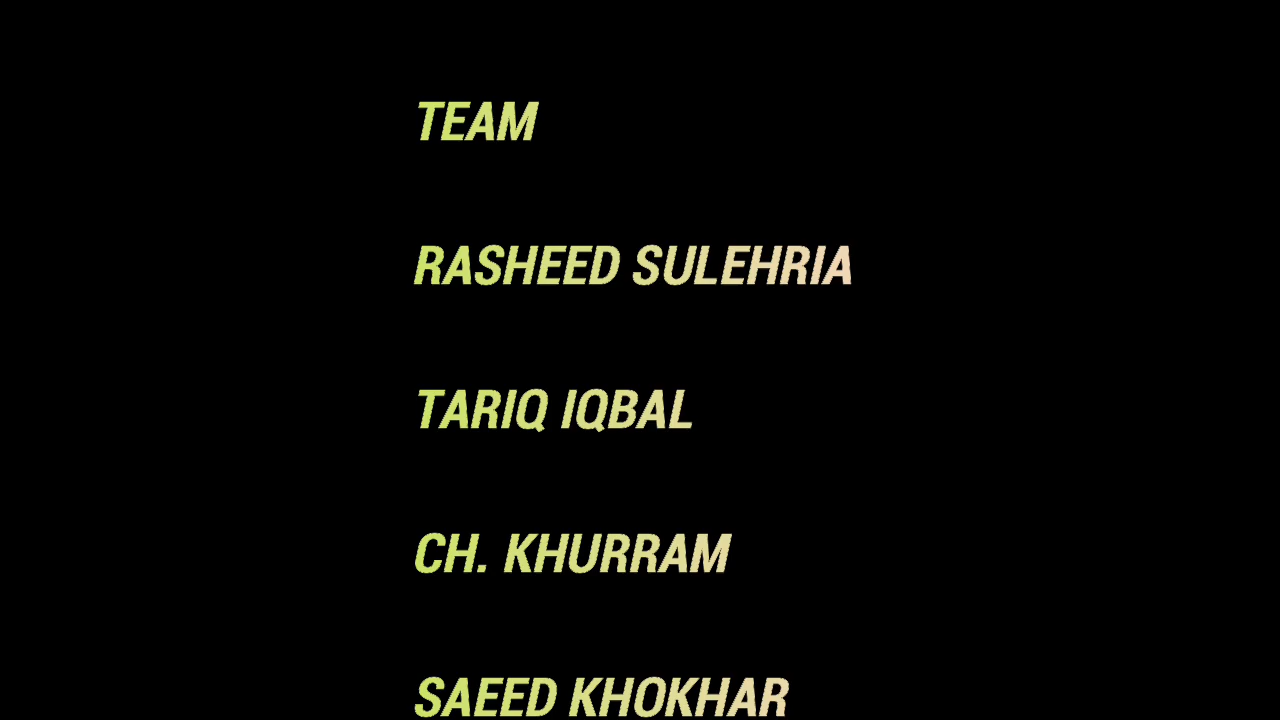 TEAM
RASHEED SULEHRIA
TARIQ IQBAL
CH. KHURRAM
SAEED KHOKHAR